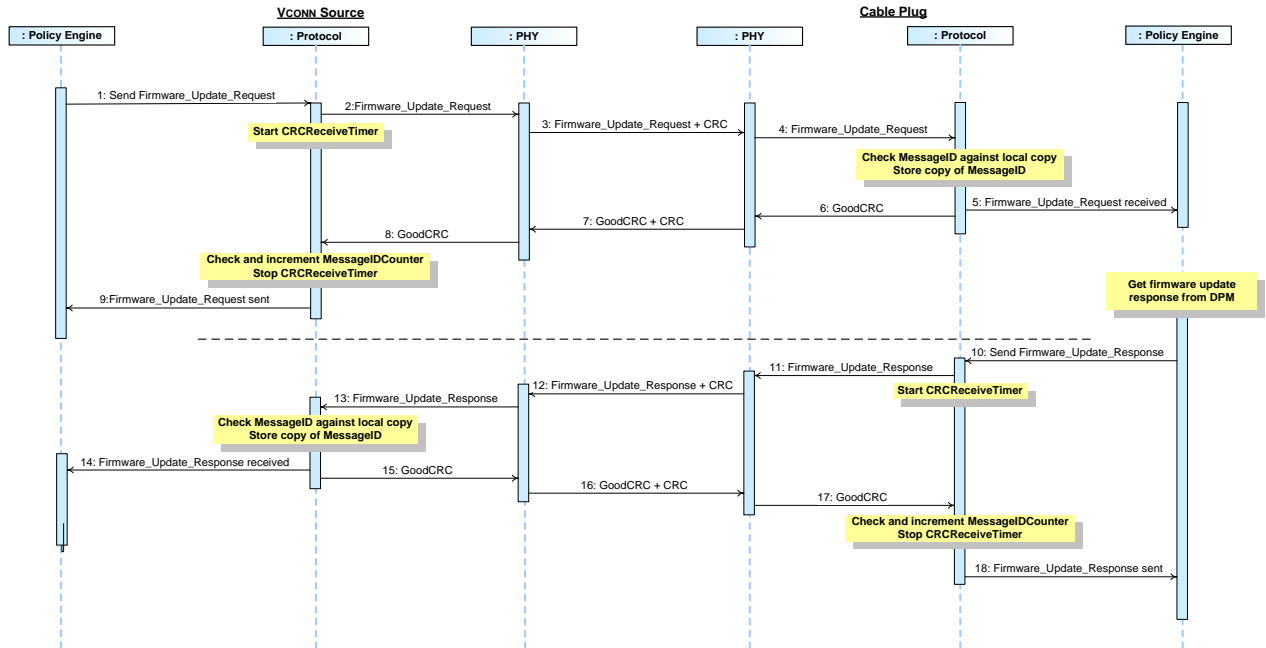 VCONN Source
Cable Plug
: Policy Engine
: Protocol
: PHY
: PHY
: Protocol
: Policy Engine
1: Send Firmware_Update_Request
2:Firmware_Update_Request
Start CRCReceiveTimer
3: Firmware_Update_Request + CRC
4: Firmware_Update_Request
Check MessageID against local copy
Store copy of MessageID
5: Firmware_Update_Request received
6: GoodCRC
7: GoodCRC + CRC
8: GoodCRC
Check and increment MessageIDCounter
Stop CRCReceiveTimer
9:Firmware_Update_Request sent
Get firmware update
response from DPM
10: Send Firmware_Update_Response
11: Firmware_Update_Response
Start CRCReceiveTimer
12: Firmware_Update_Response + CRC
13: Firmware_Update_Response
Check MessageID against local copy
Store copy of MessageID
14: Firmware_Update_Response received
15: GoodCRC
16: GoodCRC + CRC
17: GoodCRC
Check and increment MessageIDCounter
Stop CRCReceiveTimer
18: Firmware_Update_Response sent